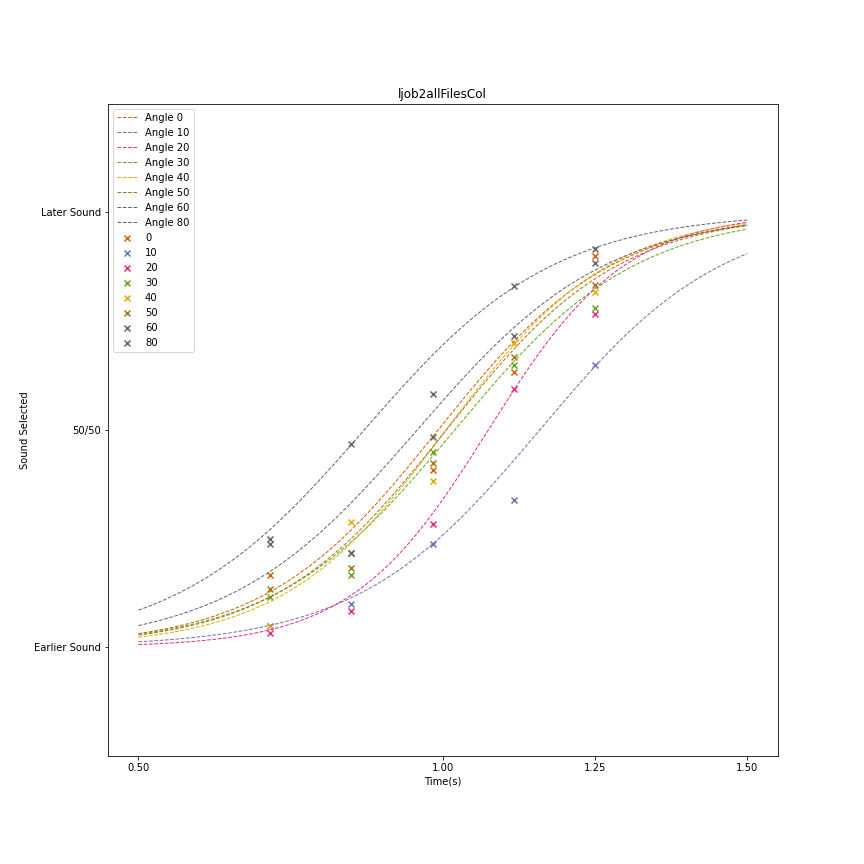 ljob2allFilesCol
Angle 0
Angle 10
Angle 20
Angle 30
Angle 40
Angle 50
Angle 60
Angle 80
0
10
20
30
40
50
60
80
Later Sound
50/50
Earlier Sound
Sound Selected
0.50 1.00 1.25 1.50
Time(s)